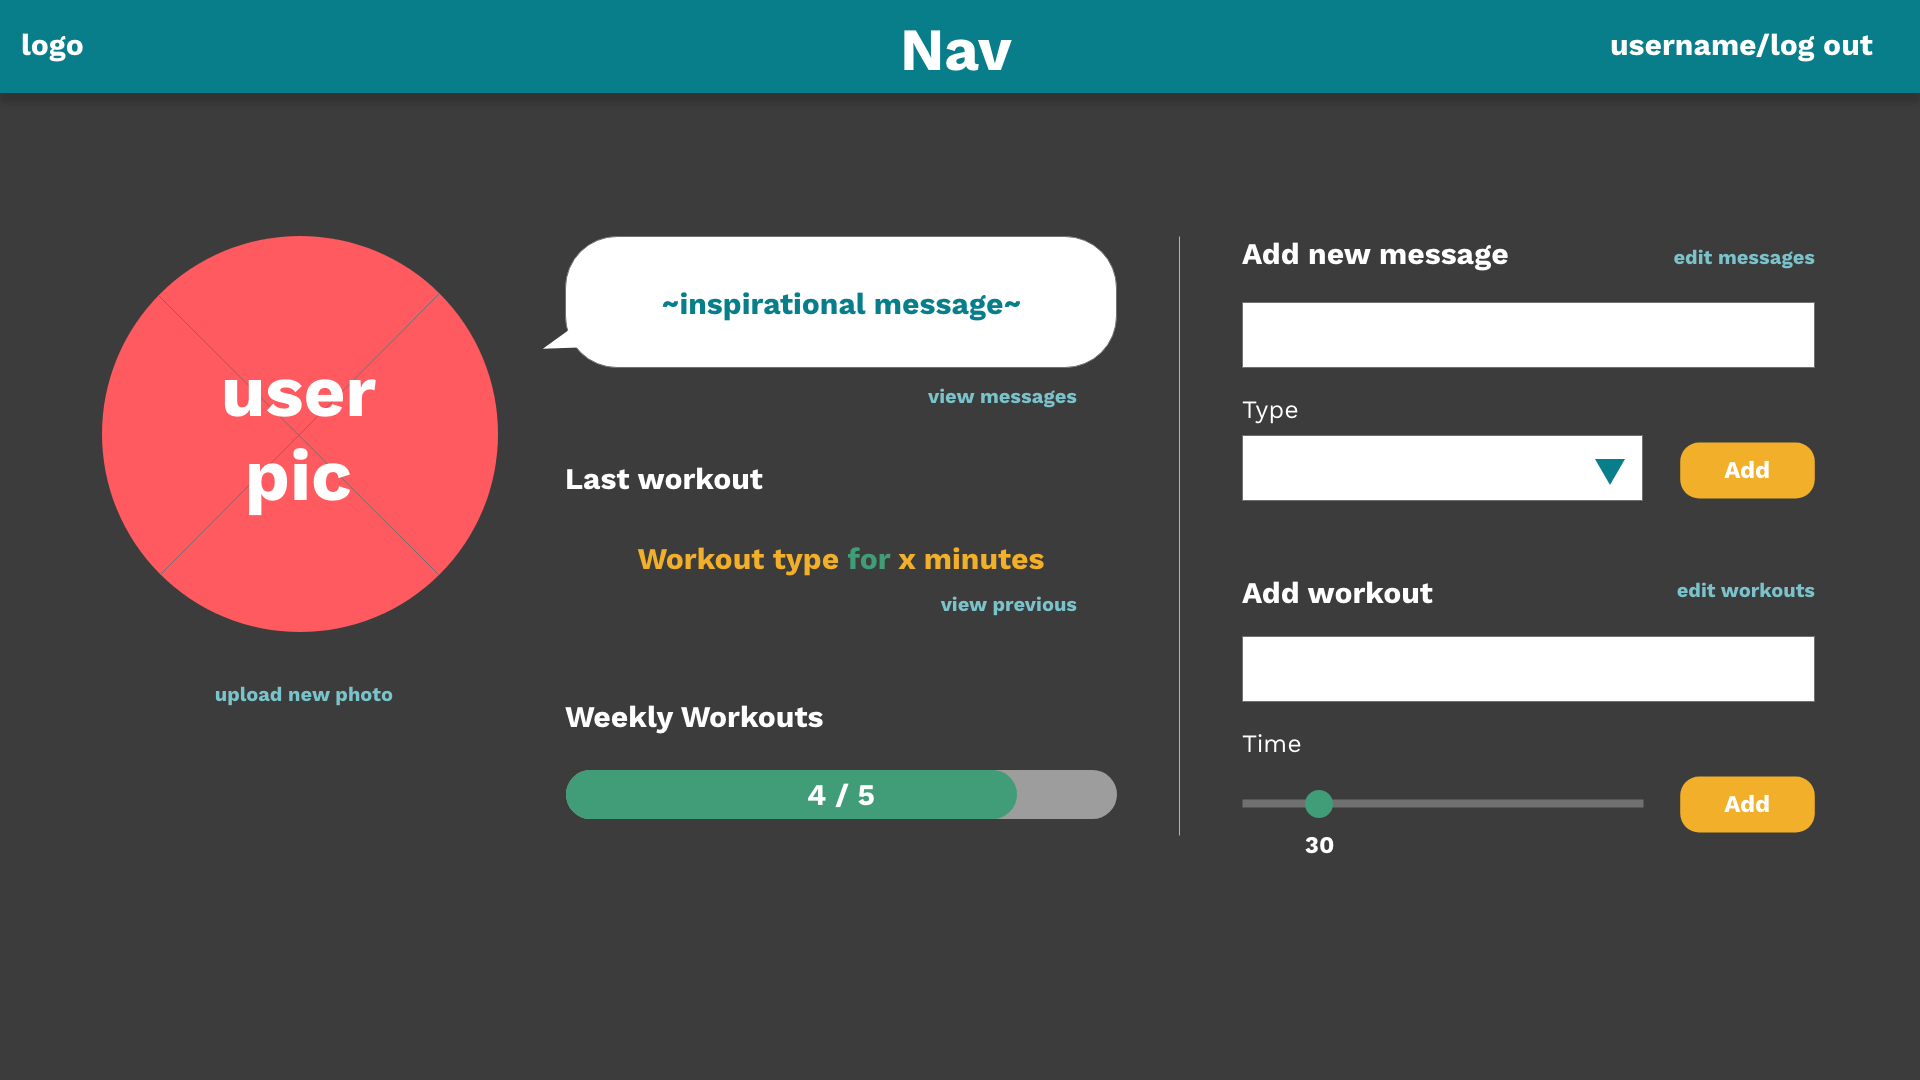 logo
Nav
username/log out
user
pic
upload new photo
~inspirational message~
view messages
Last workout
Workout type for x minutes
view previous
Weekly Workouts
4 / 5
Add new message
edit messages
Type
Add
Add workout
edit workouts
Time
Add
30